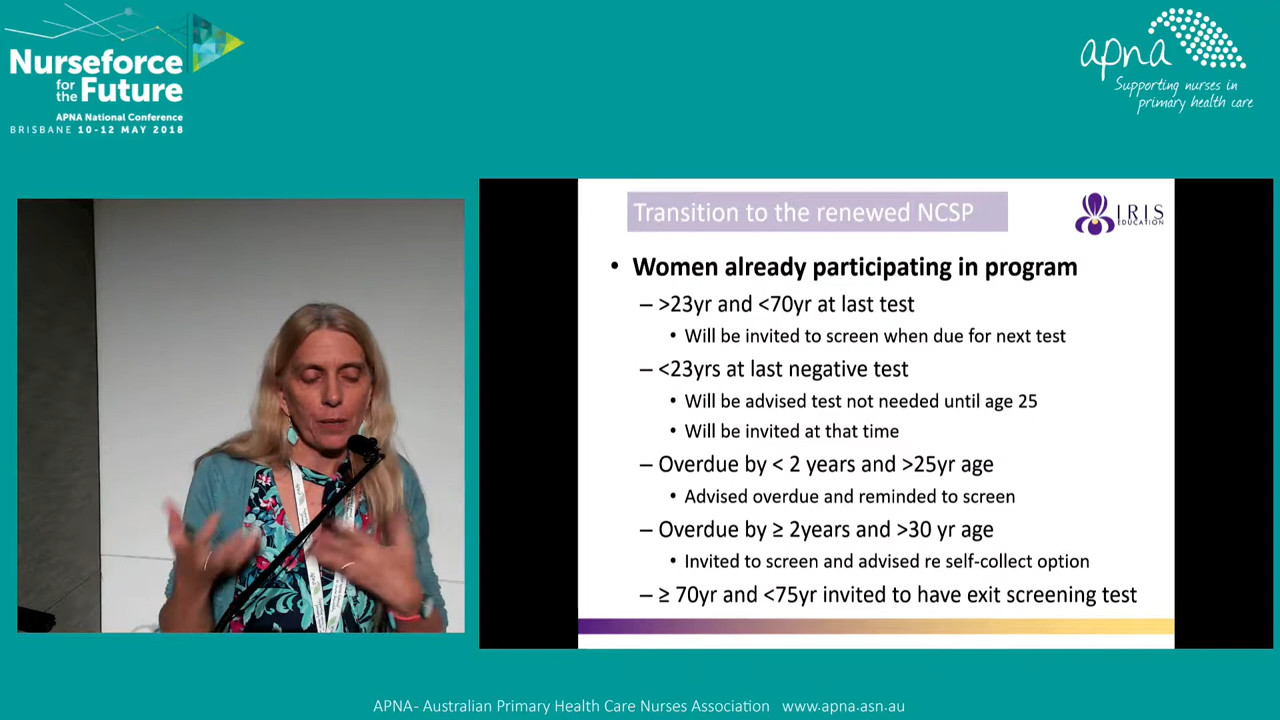 Nurseforce
for the Future
APNA National Conference
BRISBANE 10-12 MAY 2018
apna
Supporting nurses in
primary health care
Transition to the renewed NCSP
IRIS
EDUCATION
• Women already participating in program
– >23yr and <70yr at last test
• Will be invited to screen when due for next test
– <23yrs at last negative test
• Will be advised test not needed until age 25
• Will be invited at that time
– Overdue by < 2 years and >25yr age
• Advised overdue and reminded to screen
– Overdue by ≥ 2years and >30 yr age
• Invited to screen and advised re self-collect option
– ≥ 70yr and <75yr invited to have exit screening test
APNA- Australian Primary Health Care Nurses Association www.apna.asn.au